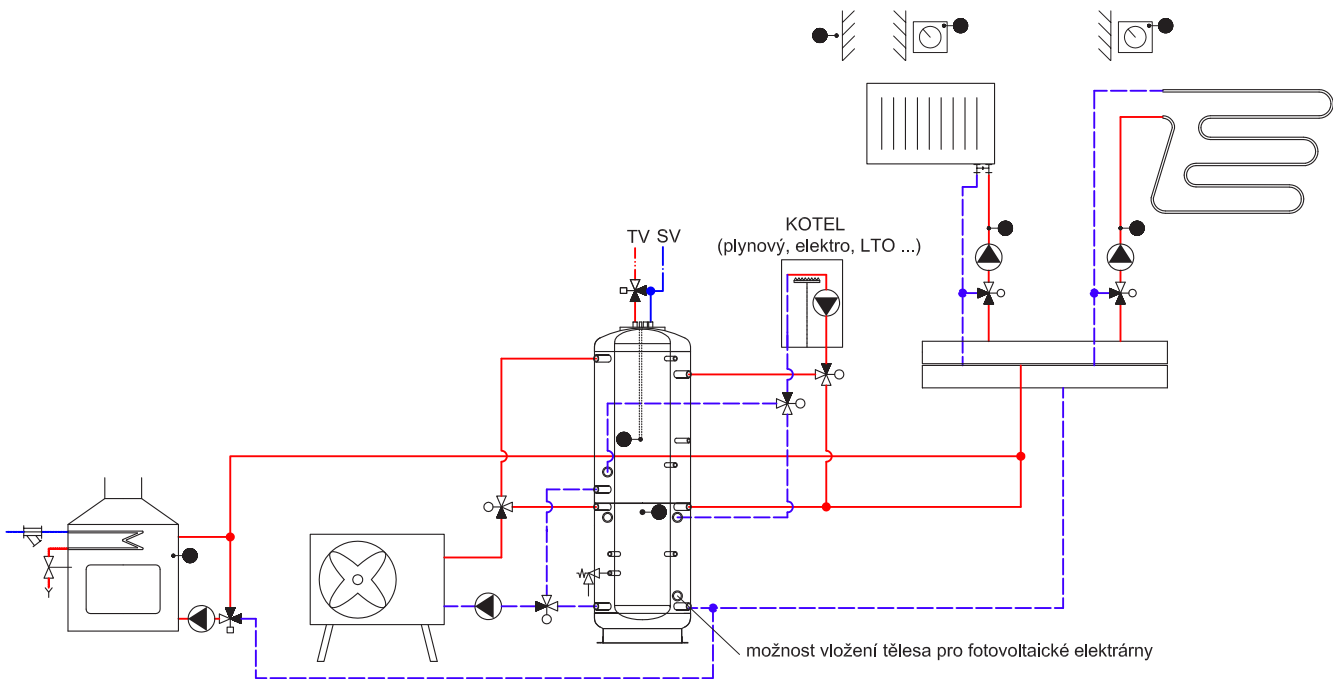 KOTEL
(plynový, elektro, LTO ...)
TV SV
možnost vložení tělesa pro fotovoltaické elektrárny